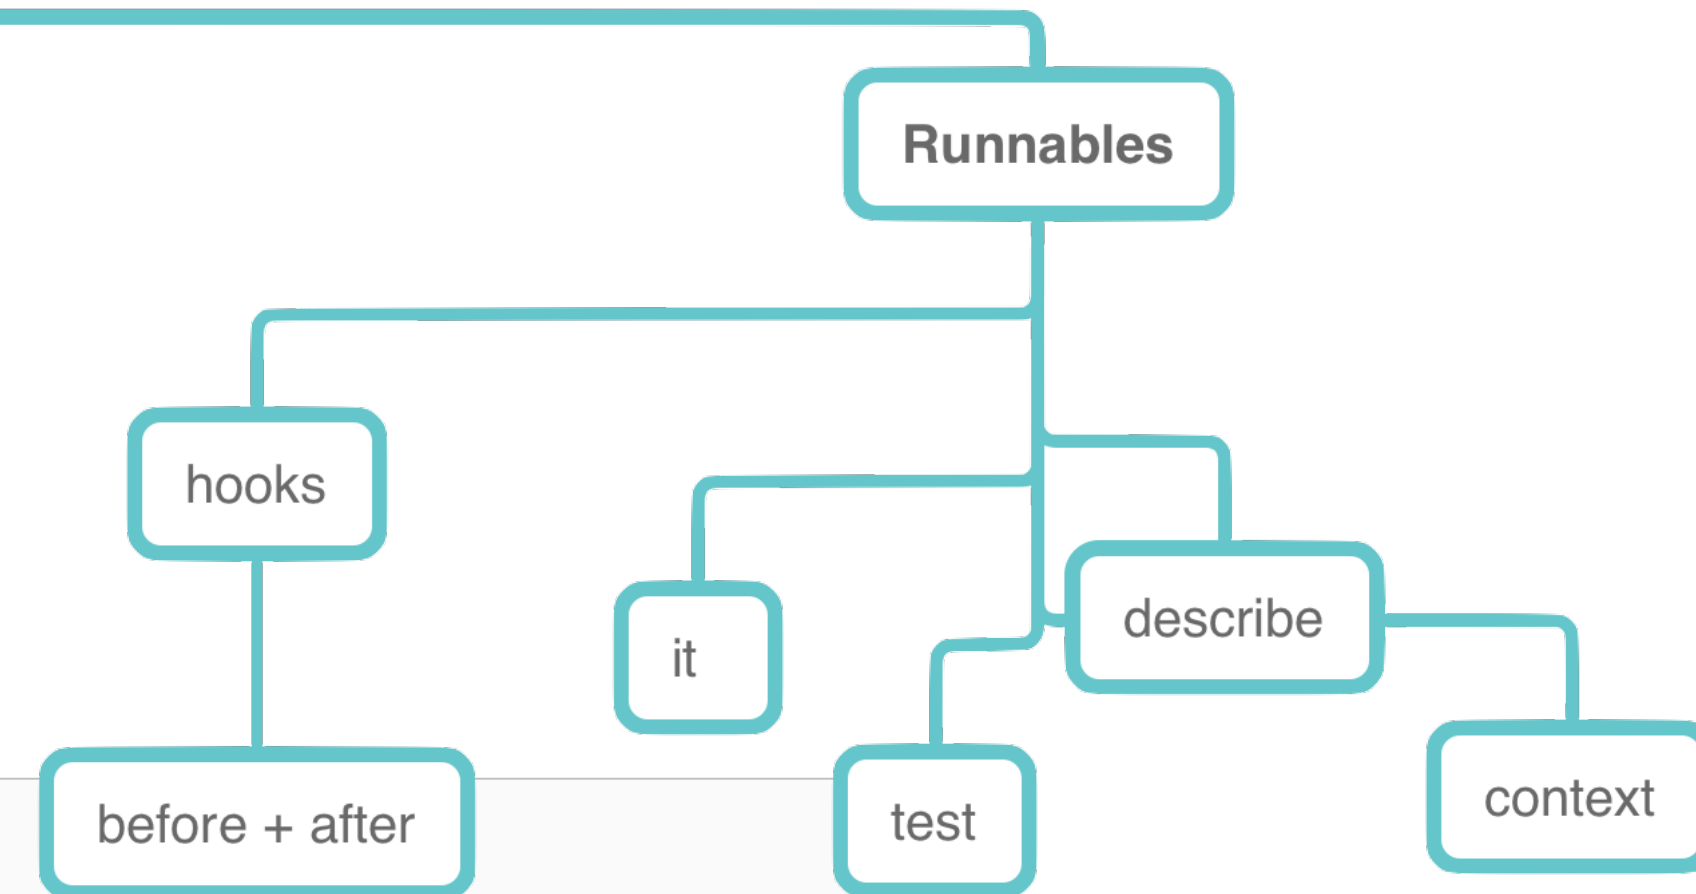 Runnables
hooks
describe
it
context
before + after
test